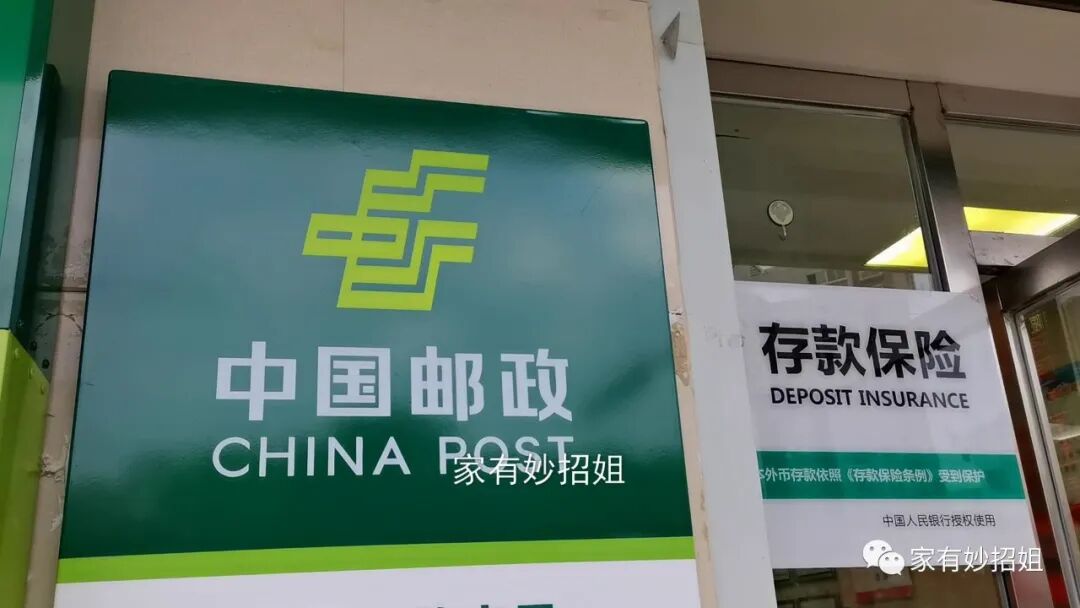 中国邮政
CHINA POST
家有妙招姐
存款保险
DEPOSIT INSURANCE
外币存款依照《存款保险条例》受到保护
中国人民银行授权使用
家有妙招姐